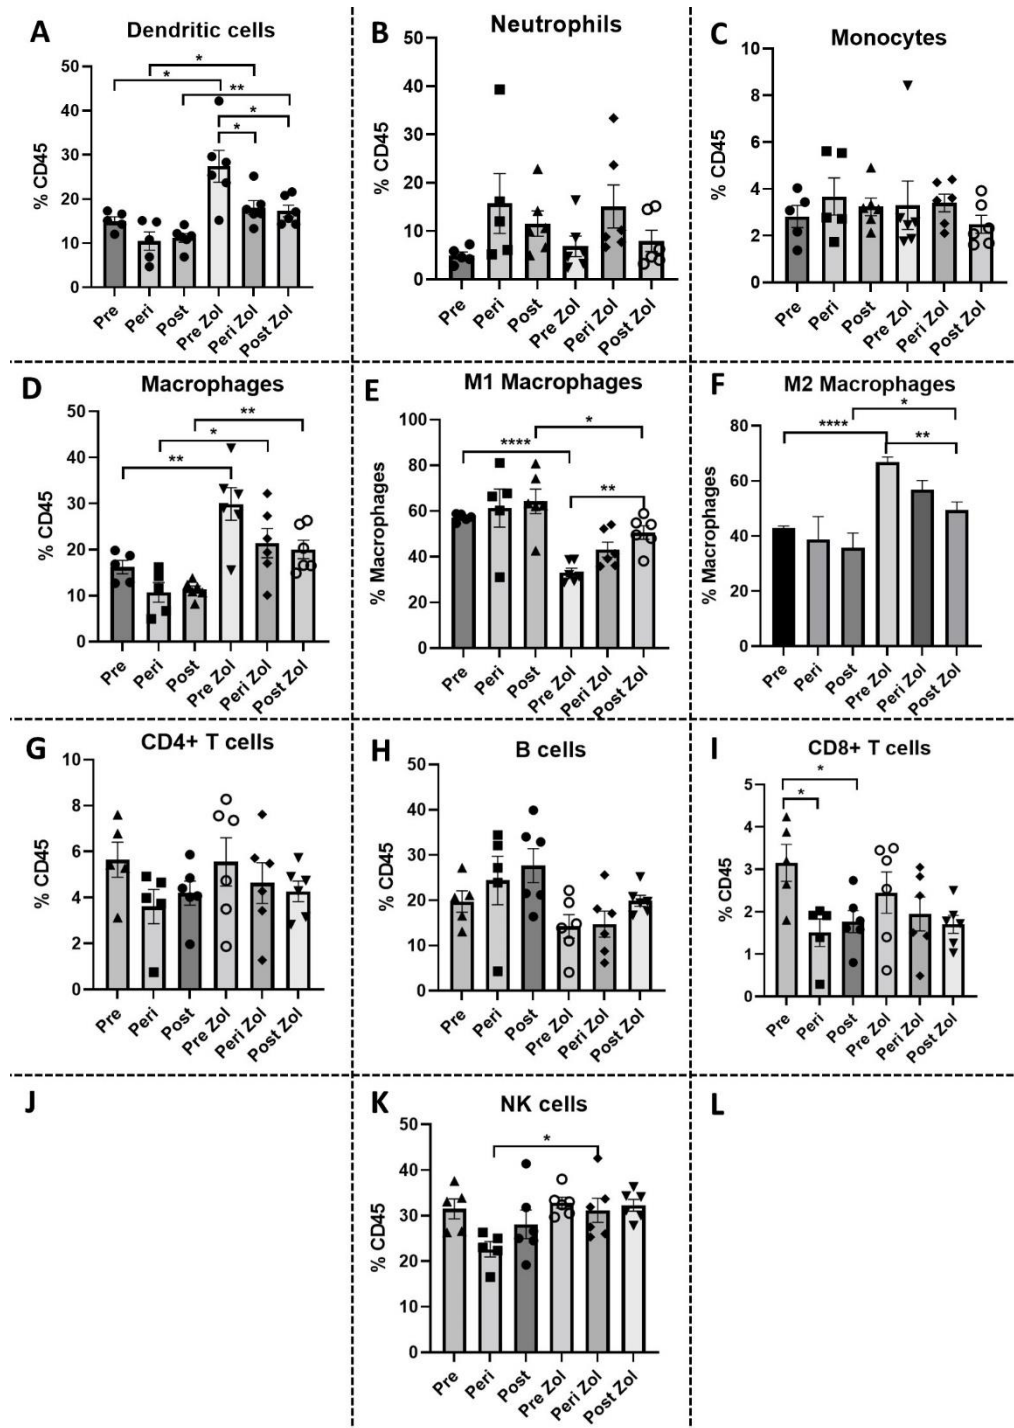 A
Dendritic cells
% CD45
50
40
30
20
10
0
*
*
**
*
*
Pre
Peri
Post
Pre Zol
Peri Zol
Post Zol
B
Neutrophils
% CD45
50
40
30
20
10
0
Pre
Peri
Post
Pre Zol
Peri Zol
Post Zol
C
Monocytes
% CD45
10
8
6
4
2
0
Pre
Peri
Post
Pre Zol
Peri Zol
Post Zol
D
Macrophages
% CD45
50
40
30
20
10
0
**
*
**
Pre
Peri
Post
Pre Zol
Peri Zol
Post Zol
E
M1 Macrophages
% Macrophages
100
80
60
40
20
0
*
****
**
Pre
Peri
Post
Pre Zol
Peri Zol
Post Zol
F
M2 Macrophages
% Macrophages
80
60
40
20
0
*
****
**
Pre
Peri
Post
Pre Zol
Peri Zol
Post Zol
G
CD4+ T cells
% CD45
10
8
6
4
2
0
Pre
Peri
Post
Pre Zol
Peri Zol
Post Zol
H
B cells
% CD45
50
40
30
20
10
0
Pre
Peri
Post
Pre Zol
Peri Zol
Post Zol
I
CD8+ T cells
% CD45
5
4
3
2
1
0
*
*
Pre
Peri
Post
Pre Zol
Peri Zol
Post Zol
J
K
NK cells
% CD45
50
40
30
20
10
0
*
Pre
Peri
Post
Pre Zol
Peri Zol
Post Zol
L